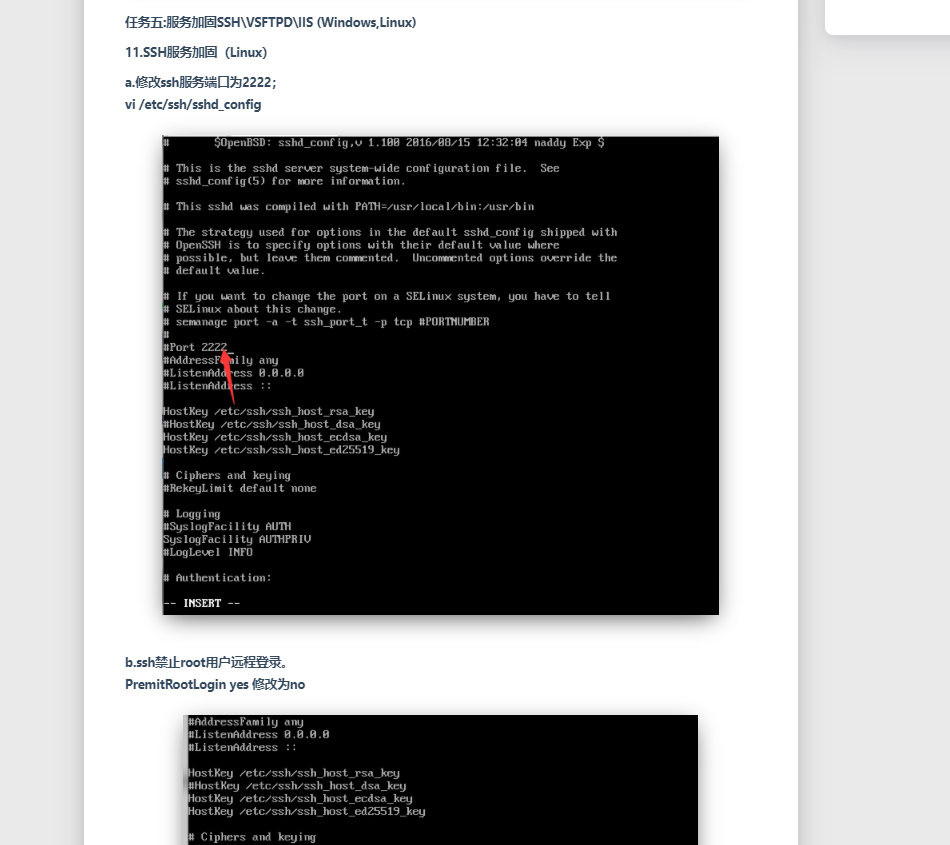 任务五:服务加固SSH\VSFTPD\IIS (Windows,Linux)
11.SSH服务加固（Linux）
a.修改ssh服务端口为2222；
vi /etc/ssh/sshd_config
#       $OpenBSD: sshd_config,v 1.100 2016/08/15 12:32:04 naddy Exp $
# This is the sshd server system-wide configuration file.  See
# sshd_config(5) for more information.
# This sshd was compiled with PATH=/usr/local/bin:/usr/bin
# The strategy used for options in the default sshd_config shipped with
# OpenSSH is to specify options with their default value where
# possible, but leave them commented.  Uncommented options override the
# default value.
# If you want to change the port on a SELinux system, you have to tell
# SELinux about this change.
# semanage port -a -t ssh_port_t -p tcp #PORTNUMBER
#
#Port 2222_
#AddressFamily any
#ListenAddress 0.0.0.0
#ListenAddress ::
HostKey /etc/ssh/ssh_host_rsa_key
#HostKey /etc/ssh/ssh_host_dsa_key
HostKey /etc/ssh/ssh_host_ecdsa_key
HostKey /etc/ssh/ssh_host_ed25519_key
# Ciphers and keying
#RekeyLimit default none
# Logging
#SyslogFacility AUTH
SyslogFacility AUTHPRIV
#LogLevel INFO
# Authentication:
-- INSERT --
b.ssh禁止root用户远程登录。
PremitRootLogin yes 修改为no
#AddressFamily any
#ListenAddress 0.0.0.0
#ListenAddress ::
HostKey /etc/ssh/ssh_host_rsa_key
#HostKey /etc/ssh/ssh_host_dsa_key
HostKey /etc/ssh/ssh_host_ecdsa_key
HostKey /etc/ssh/ssh_host_ed25519_key
# Ciphers and keying